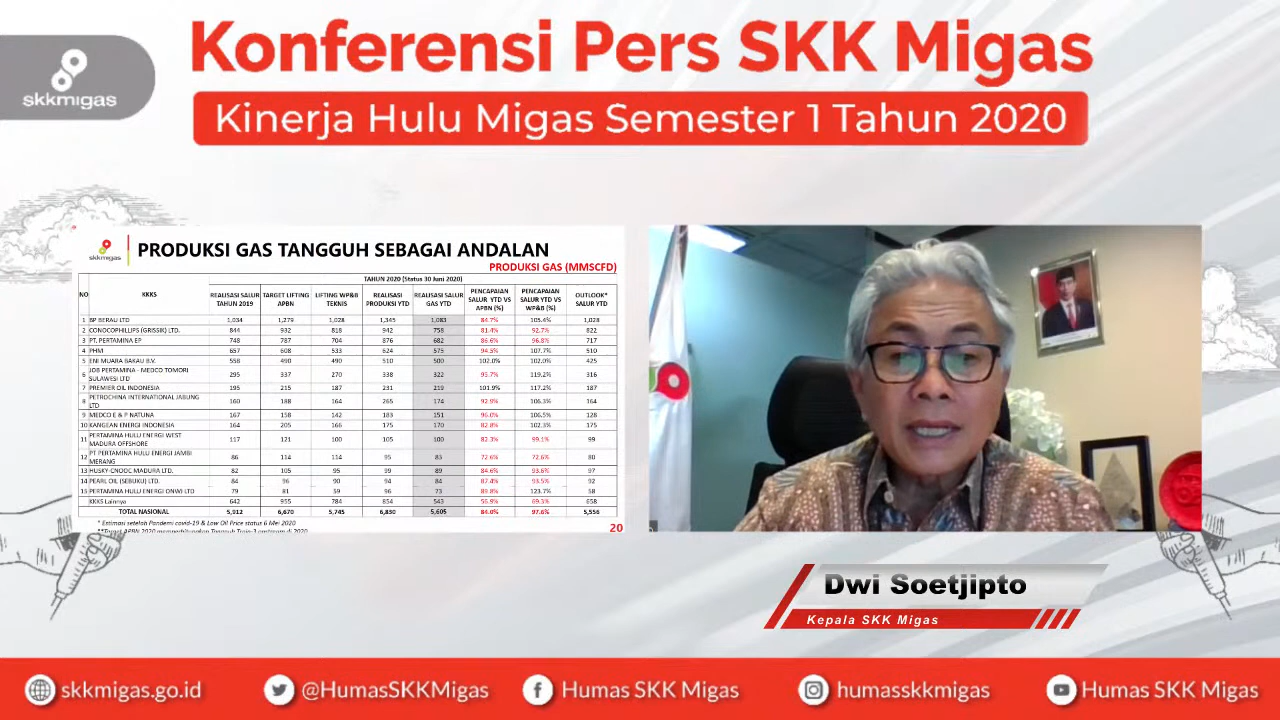 Konferensi Pers SKK Migas
skkmigas
Kinerja Hulu Migas Semester 1 Tahun 2020
skkmigas
PRODUKSI GAS TANGGUH SEBAGAI ANDALAN
PRODUKSI GAS (MMSCFD)
TAHUN 2020 (Status 30 Juni 2020)
NO KKKS REALISASI SALUR TAHUN 2019 TARGET LIFTING APBN LIFTING WP&B TEKNIS REALISASI PRODUKSI YTD REALISASI SALUR GAS YTD PENCAPAIAN SALUR YTD VS APBN (%) PENCAPAIAN SALUR YTD VS WP&B (%) OUTLOOK* SALUR YTD
1 BP BERAU LTD 1,034 1,279 1,028 1,345 1,083 84.7% 105.4% 1,028
2 CONOCOPHILLIPS (GRISSIK) LTD. 844 932 818 942 758 81.4% 92.7% 822
3 PT. PERTAMINA EP 748 787 704 876 682 86.6% 96.8% 717
4 PHM 657 608 533 624 575 94.5% 107.7% 510
5 ENI MUARA BAKAU B.V. 558 490 490 510 500 102.0% 102.0% 425
6 JOB PERTAMINA - MEDCO TOMORI SULAWESI LTD 295 337 270 338 322 93.7% 119.2% 316
7 PREMIER OIL INDONESIA 195 215 187 231 219 101.9% 117.2% 187
8 PETROCHINA INTERNATIONAL JABUNG LTD 160 188 164 265 174 92.9% 106.3% 164
9 MEDCO E & P NATUNA 167 158 142 183 151 96.0% 106.5% 128
10 KANGEAN ENERGI INDONESIA 164 205 166 175 170 82.8% 102.3% 175
11 PERTAMINA HULU ENERGI WEST MADURA OFFSHORE 117 121 100 105 100 82.3% 99.1% 99
12 PT PERTAMINA HULU ENERGI JAMBI MERANG 86 114 114 95 83 72.6% 72.6% 80
13 HUSKY-CNOOC MADURA LTD. 82 105 95 99 89 84.6% 93.6% 97
14 PEARL OIL (SEBUKU) LTD. 84 96 90 94 84 87.4% 93.5% 92
15 PERTAMINA HULU ENERGI ONWJ LTD 79 81 59 96 73 89.8% 123.7% 58
KKKS Lainnya 642 955 784 654 543 56.9% 69.3% 658
TOTAL NASIONAL 5,912 6,670 5,745 6,830 5,605 84.0% 97.6% 5,556
* Estimasi setelah Pandemi covid-19 & Low Oil Price status 6 Mei 2020
20
Dwi Soetjipto
Kepala SKK Migas
skkmigas.go.id
@HumasSKKMigas
Humas SKK Migas
humasskkmigas
Humas SKK Migas